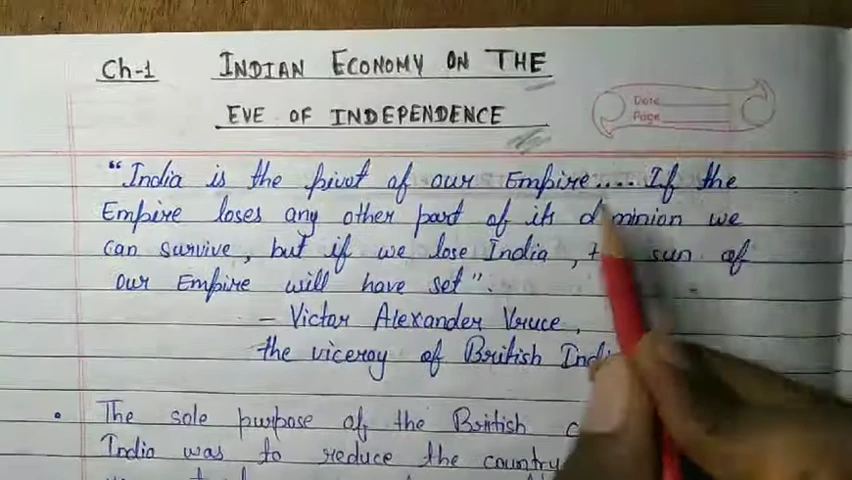 Ch-1 INDIAN ECONOMY ON THE
EVE OF INDEPENDENCE
Date
Page
"India is the pivot of our Empire.... If the
Empire loses any other part of its dominion we
can survive, but if we lose India, sun of
our Empire will have set".
- Victor Alexander Vruce,
the viceroy of British
• The sole purpose of the British
India was to reduce the country